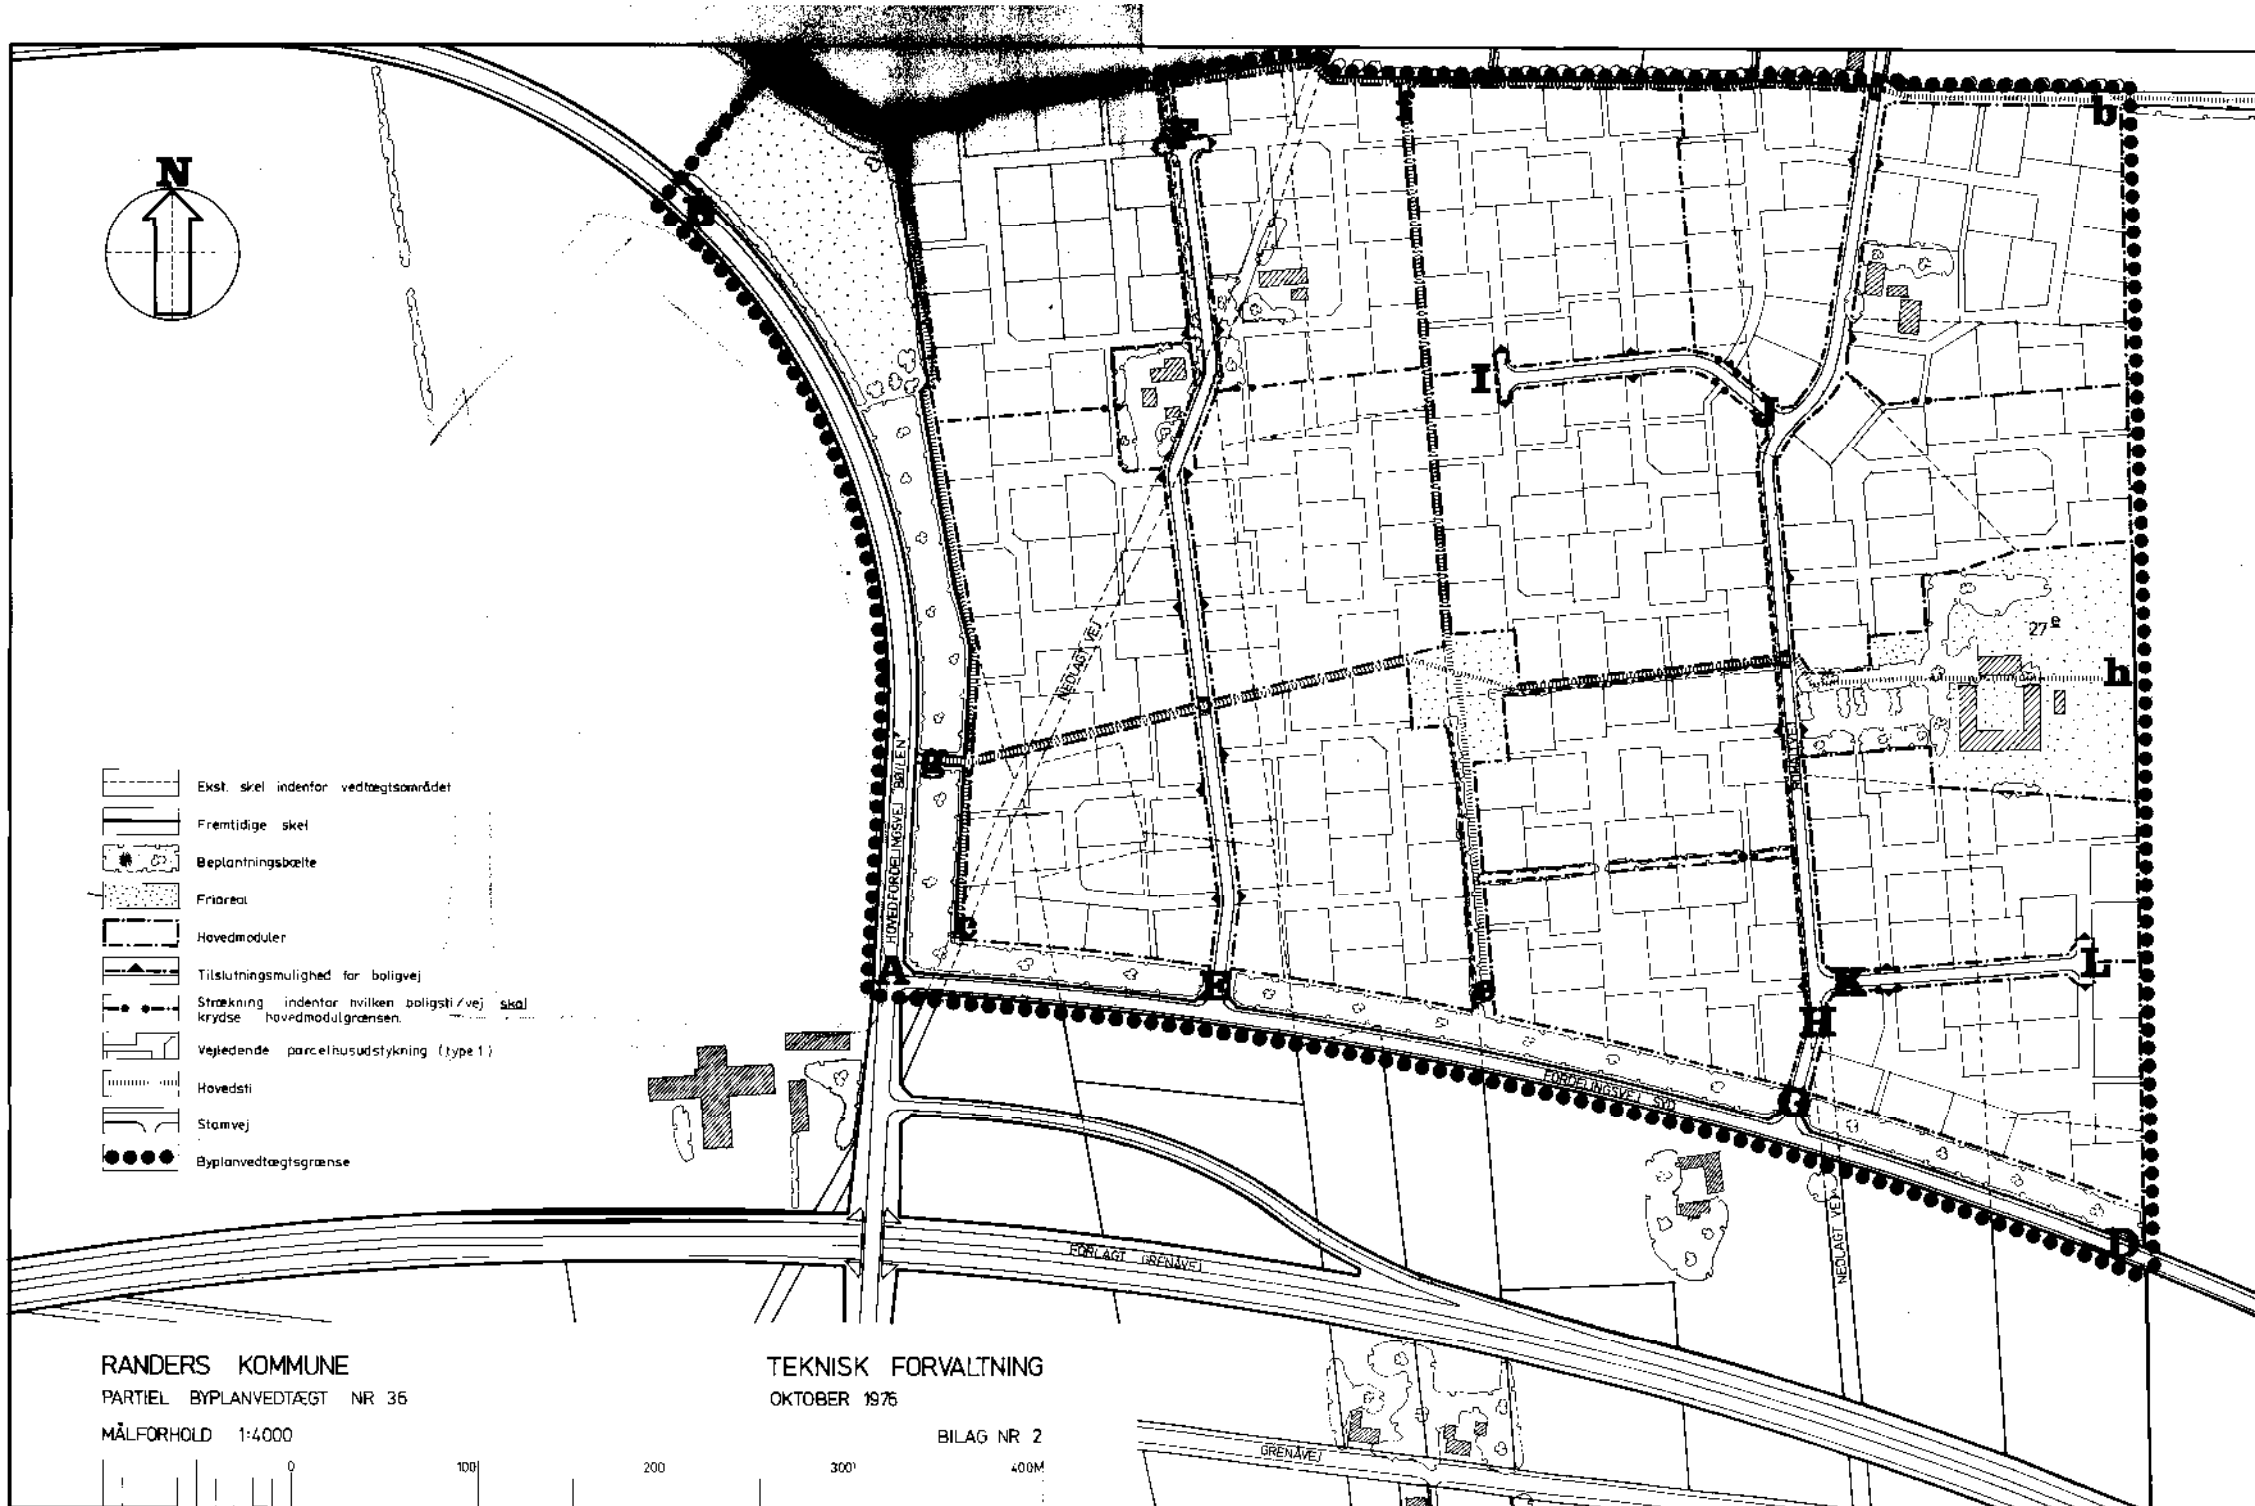 N
B
F
f
b
I
J
27e
h
NEDLAGT VEJ
g
HOVEDFORDELINGSVEJ "BØJLEN"
c
A
E
e
K
L
H
G
FORDELINGSVEJ SYD
D
NEDLAGT VEJ
Ekst. skel indenfor vedtægtsområdet
Fremtidige skel
Beplantningsbælte
Friareal
Hovedmoduler
Tilslutningsmulighed for boligvej
Strækning indenfor hvilken boligsti/vej skal
krydse hovedmodulgrænsen.
Vejledende parcelhusudstykning (type 1)
Hovedsti
Stamvej
Byplanvedtægtsgrænse
FORLAGT GRENÅVEJ
GRENÅVEJ
RANDERS KOMMUNE
PARTIEL BYPLANVEDTÆGT NR 36
MÅLFORHOLD 1:4000
TEKNISK FORVALTNING
OKTOBER 1976
BILAG NR 2
0 100 200 300 400M